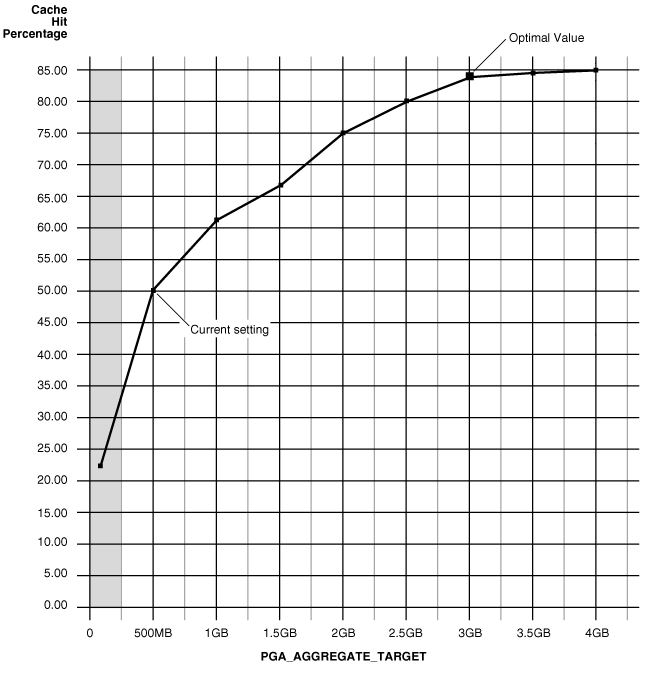 Cache
Hit
Percentage
Optimal Value
85.00
80.00
75.00
70.00
65.00
60.00
55.00
50.00
45.00
Current setting
40.00
35.00
30.00
25.00
20.00
15.00
10.00
5.00
0.00
0 500MB 1GB 1.5GB 2GB 2.5GB 3GB 3.5GB 4GB
PGA_AGGREGATE_TARGET